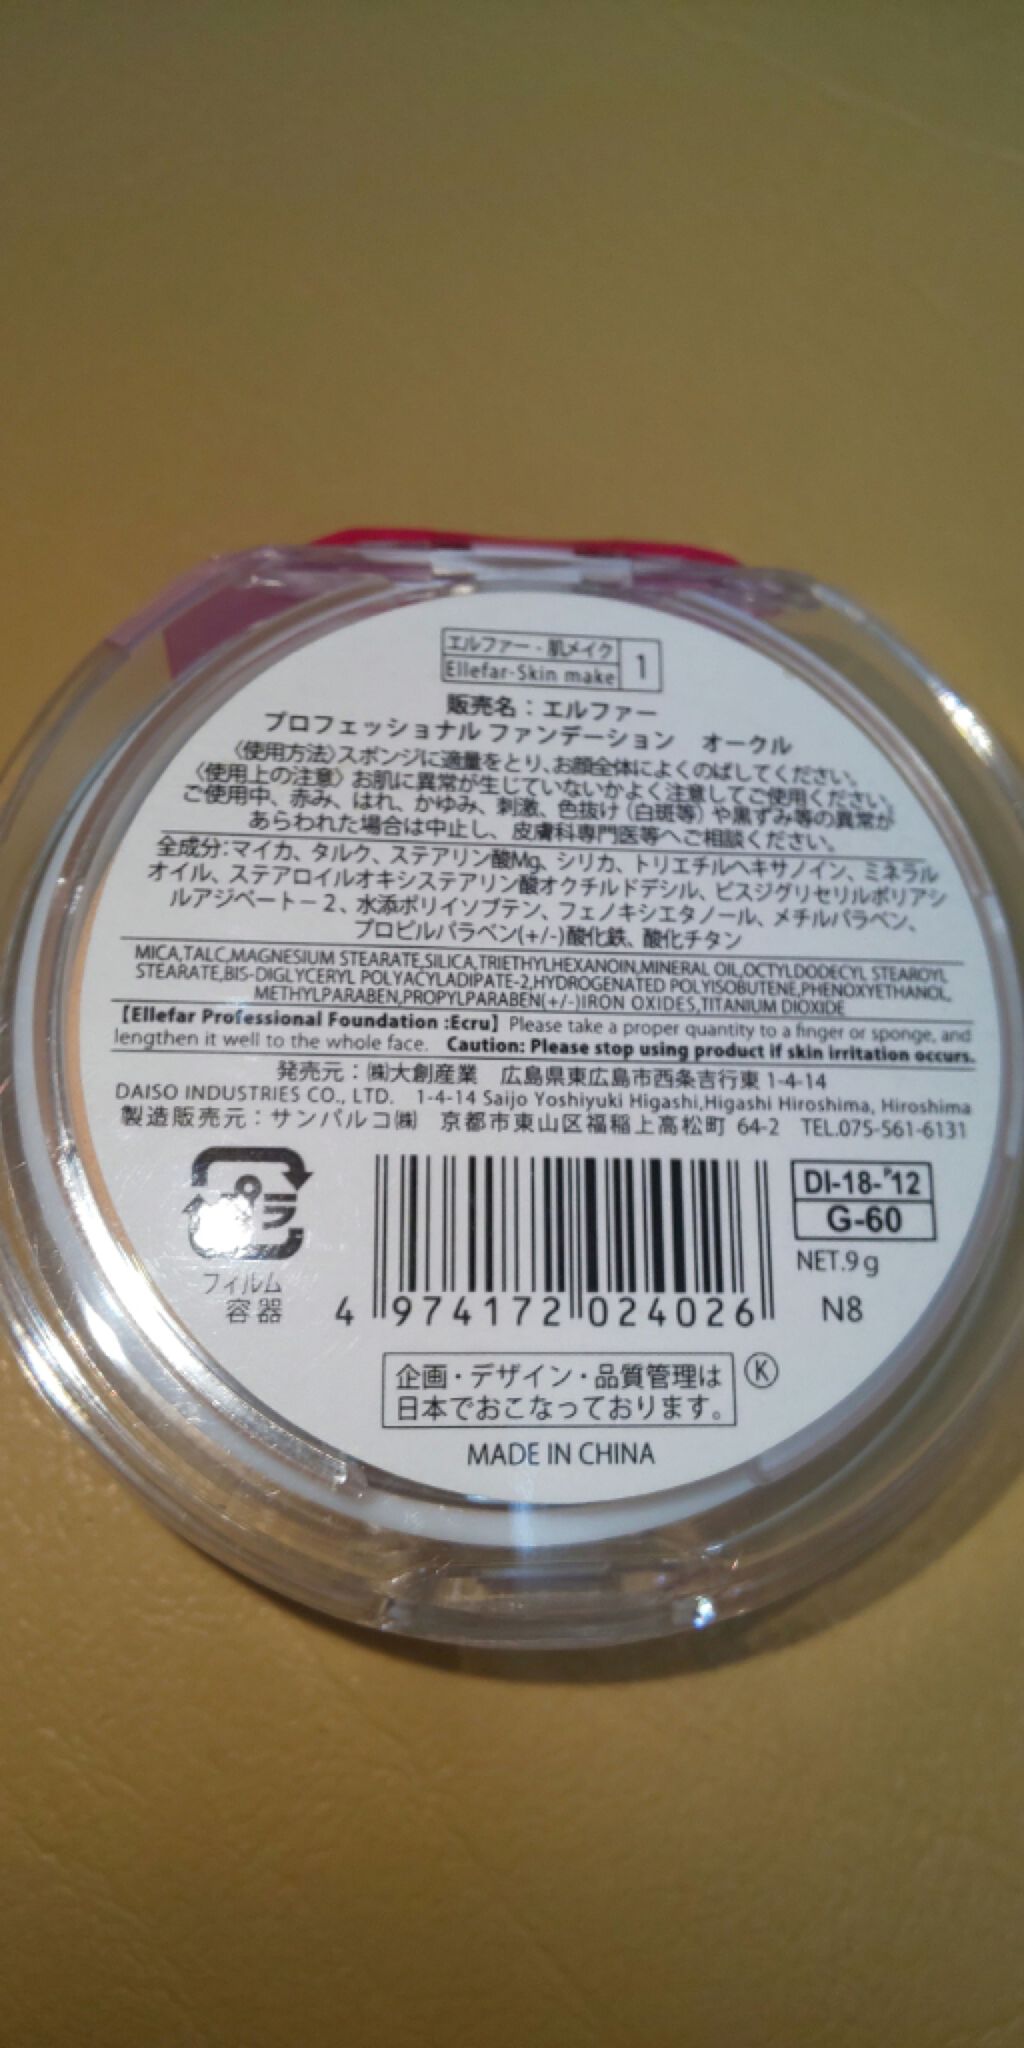 エルファー・肌メイク
Ellefar-Skin make
1
販売名：エルファー
プロフェッショナル ファンデーション　オークル
〈使用方法〉スポンジに適量をとり、お顔全体によくのばしてください。
〈使用上の注意〉お肌に異常が生じていないかよく注意してご使用ください。
ご使用中、赤み、はれ、かゆみ、刺激、色抜け（白斑等）や黒ずみ等の異常が
あらわれた場合は中止し、皮膚科専門医等へご相談ください。
全成分：マイカ、タルク、ステアリン酸Mg、シリカ、トリエチルヘキサノイン、ミネラル
オイル、ステアロイルオキシステアリン酸オクチルドデシル、ビスジグリセリルポリアシ
ルアジペート－2、水添ポリイソブテン、フェノキシエタノール、メチルパラベン、
プロピルパラベン(+/-)酸化鉄、酸化チタン
MICA,TALC,MAGNESIUM STEARATE,SILICA,TRIETHYLHEXANOIN,MINERAL OIL,OCTYLDODECYL STEAROYL
STEARATE,BIS-DIGLYCERYL POLYACYLADIPATE-2,HYDROGENATED POLYISOBUTENE,PHENOXYETHANOL,
METHYLPARABEN,PROPYLPARABEN(+/-)IRON OXIDES,TITANIUM DIOXIDE
【Ellefar Professional Foundation :Ecru】Please take a proper quantity to a finger or sponge, and
lengthen it well to the whole face. Caution: Please stop using product if skin irritation occurs.
発売元：㈱大創産業　広島県東広島市西条吉行東 1-4-14
DAISO INDUSTRIES CO., LTD. 1-4-14 Saijo Yoshiyuki Higashi,Higashi Hiroshima, Hiroshima
製造販売元：サンパルコ㈱　京都市東山区福稲上高松町 64-2　TEL.075-561-6131
プラ
フィルム
容器
4 974172 024026
DI-18-"12
G-60
NET.9g
N8
企画・デザイン・品質管理は
日本でおこなっております。
Ⓚ
MADE IN CHINA